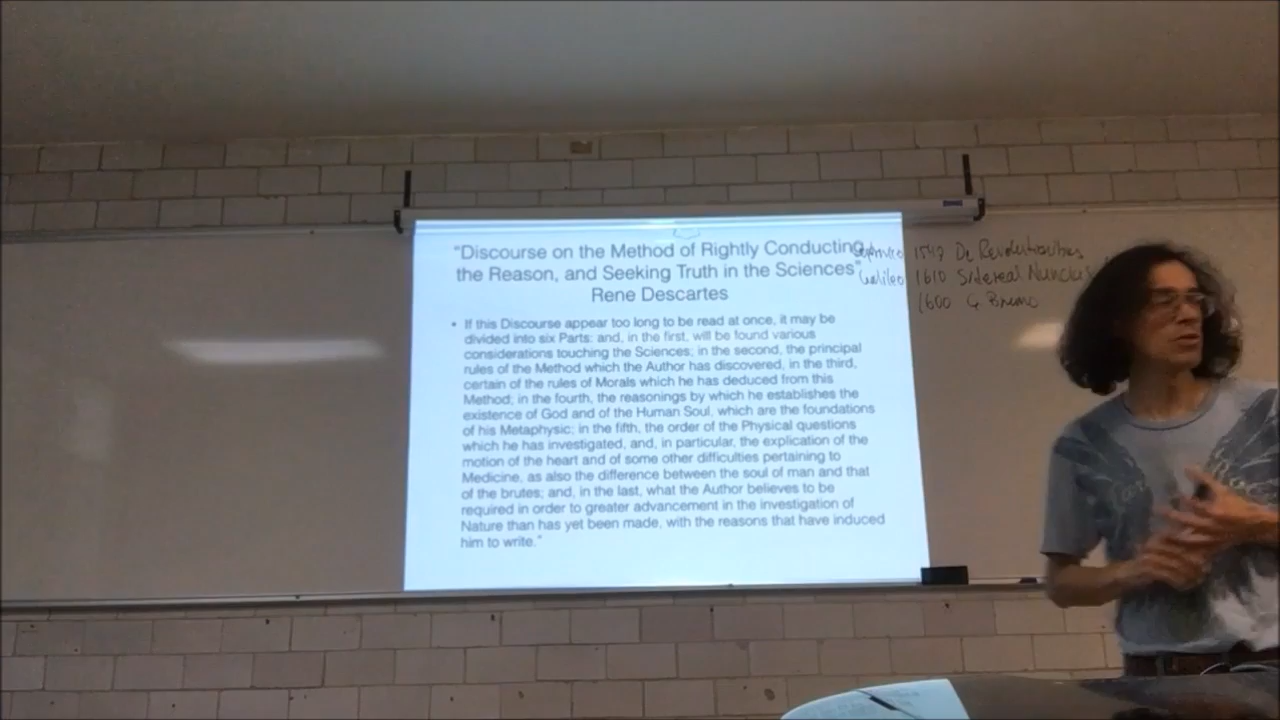 "Discourse on the Method of Rightly Conducting
the Reason, and Seeking Truth in the Sciences"
Rene Descartes
• If this Discourse appear too long to be read at once, it may be
divided into six Parts: and, in the first, will be found various
considerations touching the Sciences; in the second, the principal
rules of the Method which the Author has discovered, in the third,
certain of the rules of Morals which he has deduced from this
Method; in the fourth, the reasonings by which he establishes the
existence of God and of the Human Soul, which are the foundations
of his Metaphysic; in the fifth, the order of the Physical questions
which he has investigated, and, in particular, the explication of the
motion of the heart and of some other difficulties pertaining to
Medicine, as also the difference between the soul of man and that
of the brutes; and, in the last, what the Author believes to be
required in order to greater advancement in the investigation of
Nature than has yet been made, with the reasons that have induced
him to write."
De Revolutionibus
Galileo 1610 Sidereal Nuncius
1600 G Bruno